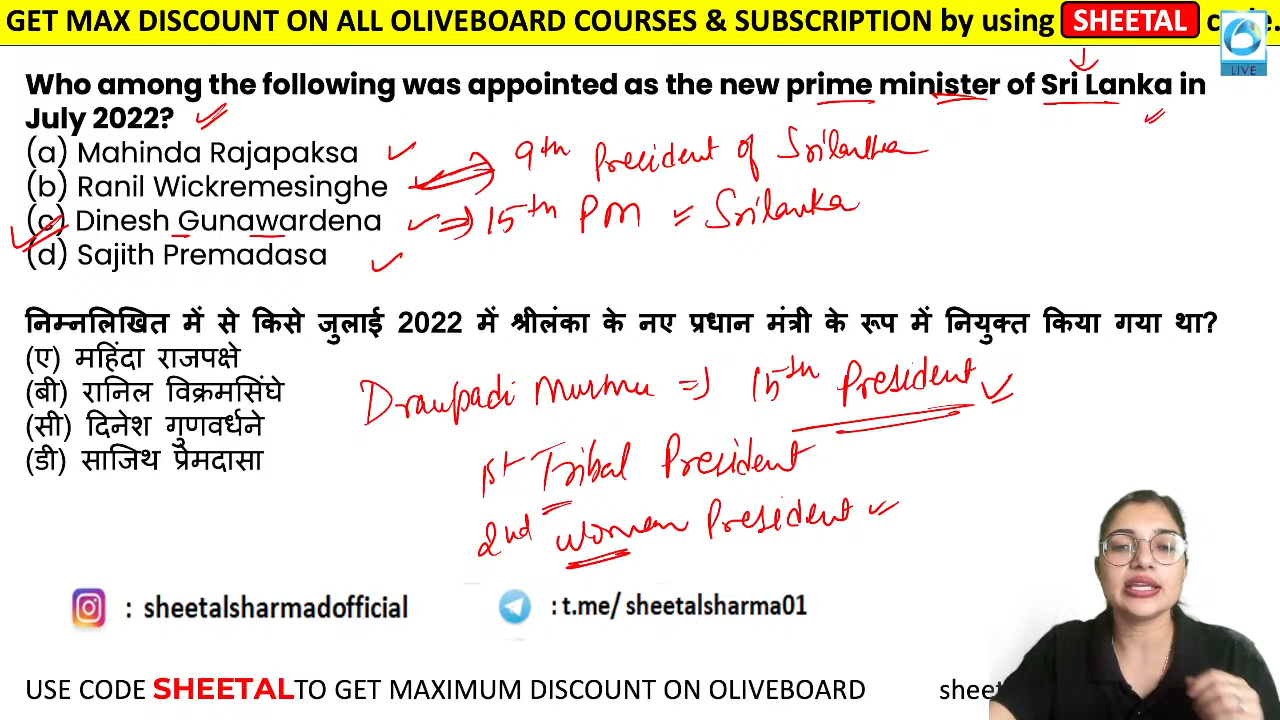 GET MAX DISCOUNT ON ALL OLIVEBOARD COURSES & SUBSCRIPTION by using SHEETAL code.
LIVE
Who among the following was appointed as the new prime minister of Sri Lanka in
July 2022?
(a) Mahinda Rajapaksa
(b) Ranil Wickremesinghe ⇒ 9th President of Srilanka
(c) Dinesh Gunawardena ⇒ 15th PM = Srilanka
(d) Sajith Premadasa
निम्नलिखित में से किसे जुलाई 2022 में श्रीलंका के नए प्रधान मंत्री के रूप में नियुक्त किया गया था?
(ए) महिंदा राजपक्षे
(बी) रानिल विक्रमसिंघे
(सी) दिनेश गुणवर्धने
(डी) साजिथ प्रेमदासा
Draupadi Murmu ⇒ 15th President
1st Tribal President
2nd women President
: sheetalsharmadofficial
: t.me/ sheetalsharma01
USE CODE SHEETAL TO GET MAXIMUM DISCOUNT ON OLIVEBOARD